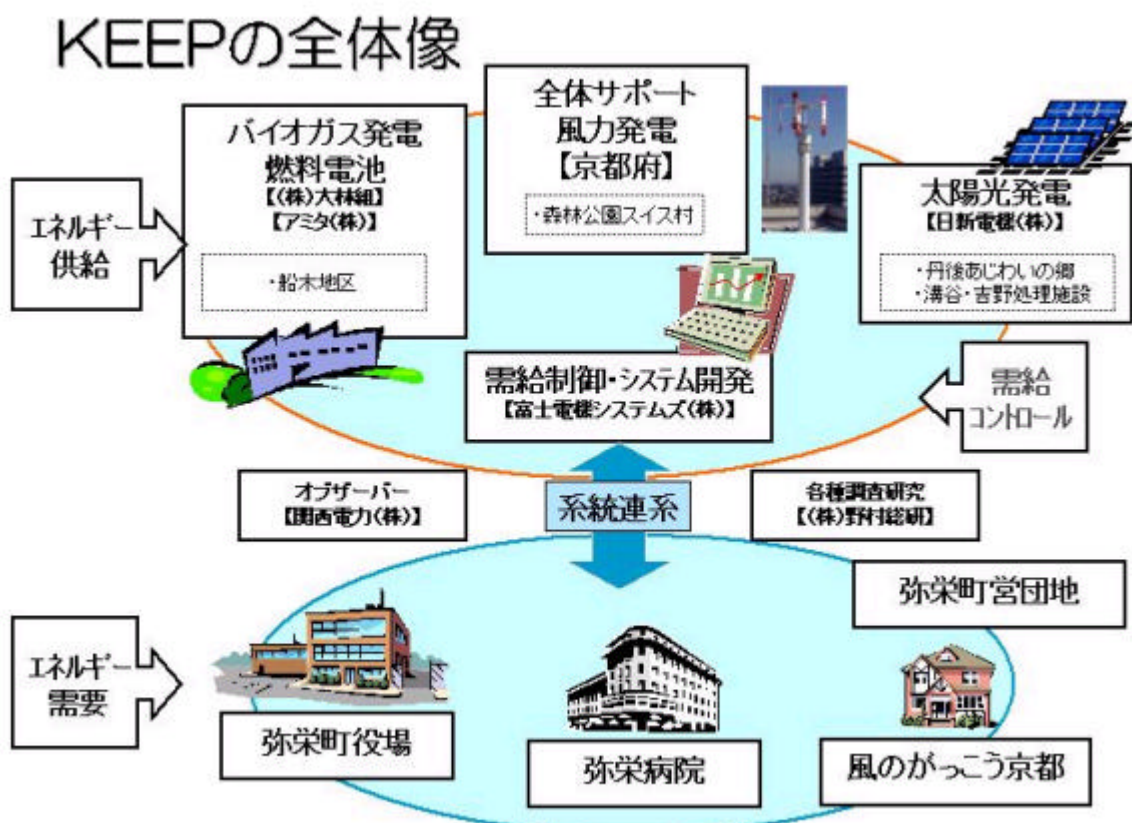 KEEPの全体像
エネルギー
供給
バイオガス発電
燃料電池
【(株)大林組】
【アミタ(株)】
・船木地区
全体サポート
風力発電
【京都府】
・森林公園スイス村
太陽光発電
【日新電機(株)】
・丹後あじわいの郷
・溝谷・吉野処理施設
需給制御・システム開発
【富士電機システムズ(株)】
需給
コントロール
オブザーバー
【関西電力(株)】
系統連系
各種調査研究
【(株)野村総研】
エネルギー
需要
弥栄町営団地
弥栄町役場
弥栄病院
風のがっこう京都